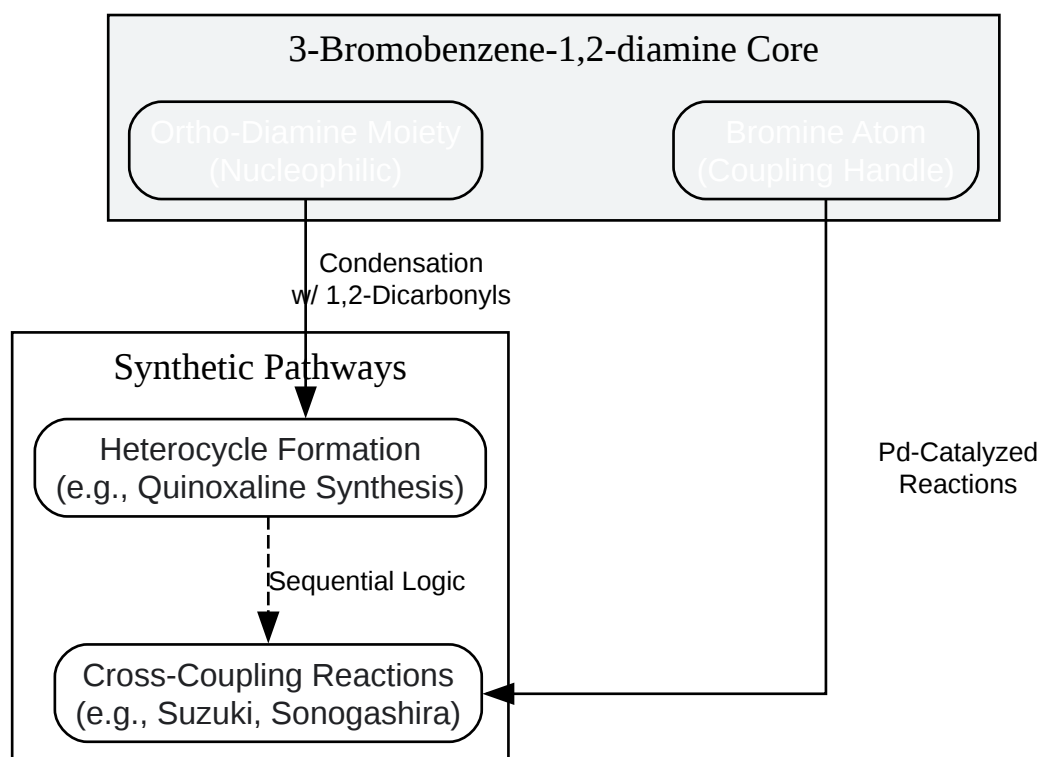 3-Bromobenzene-1,2-diamine Core
Ortho-Diamine Moiety
(Nucleophilic)
Bromine Atom
(Coupling Handle)
Condensation
w/ 1,2-Dicarbonyls
Synthetic Pathways
Heterocycle Formation
(e.g., Quinoxaline Synthesis)
Pd-Catalyzed
Reactions
Sequential Logic
Cross-Coupling Reactions
(e.g., Suzuki, Sonogashira)